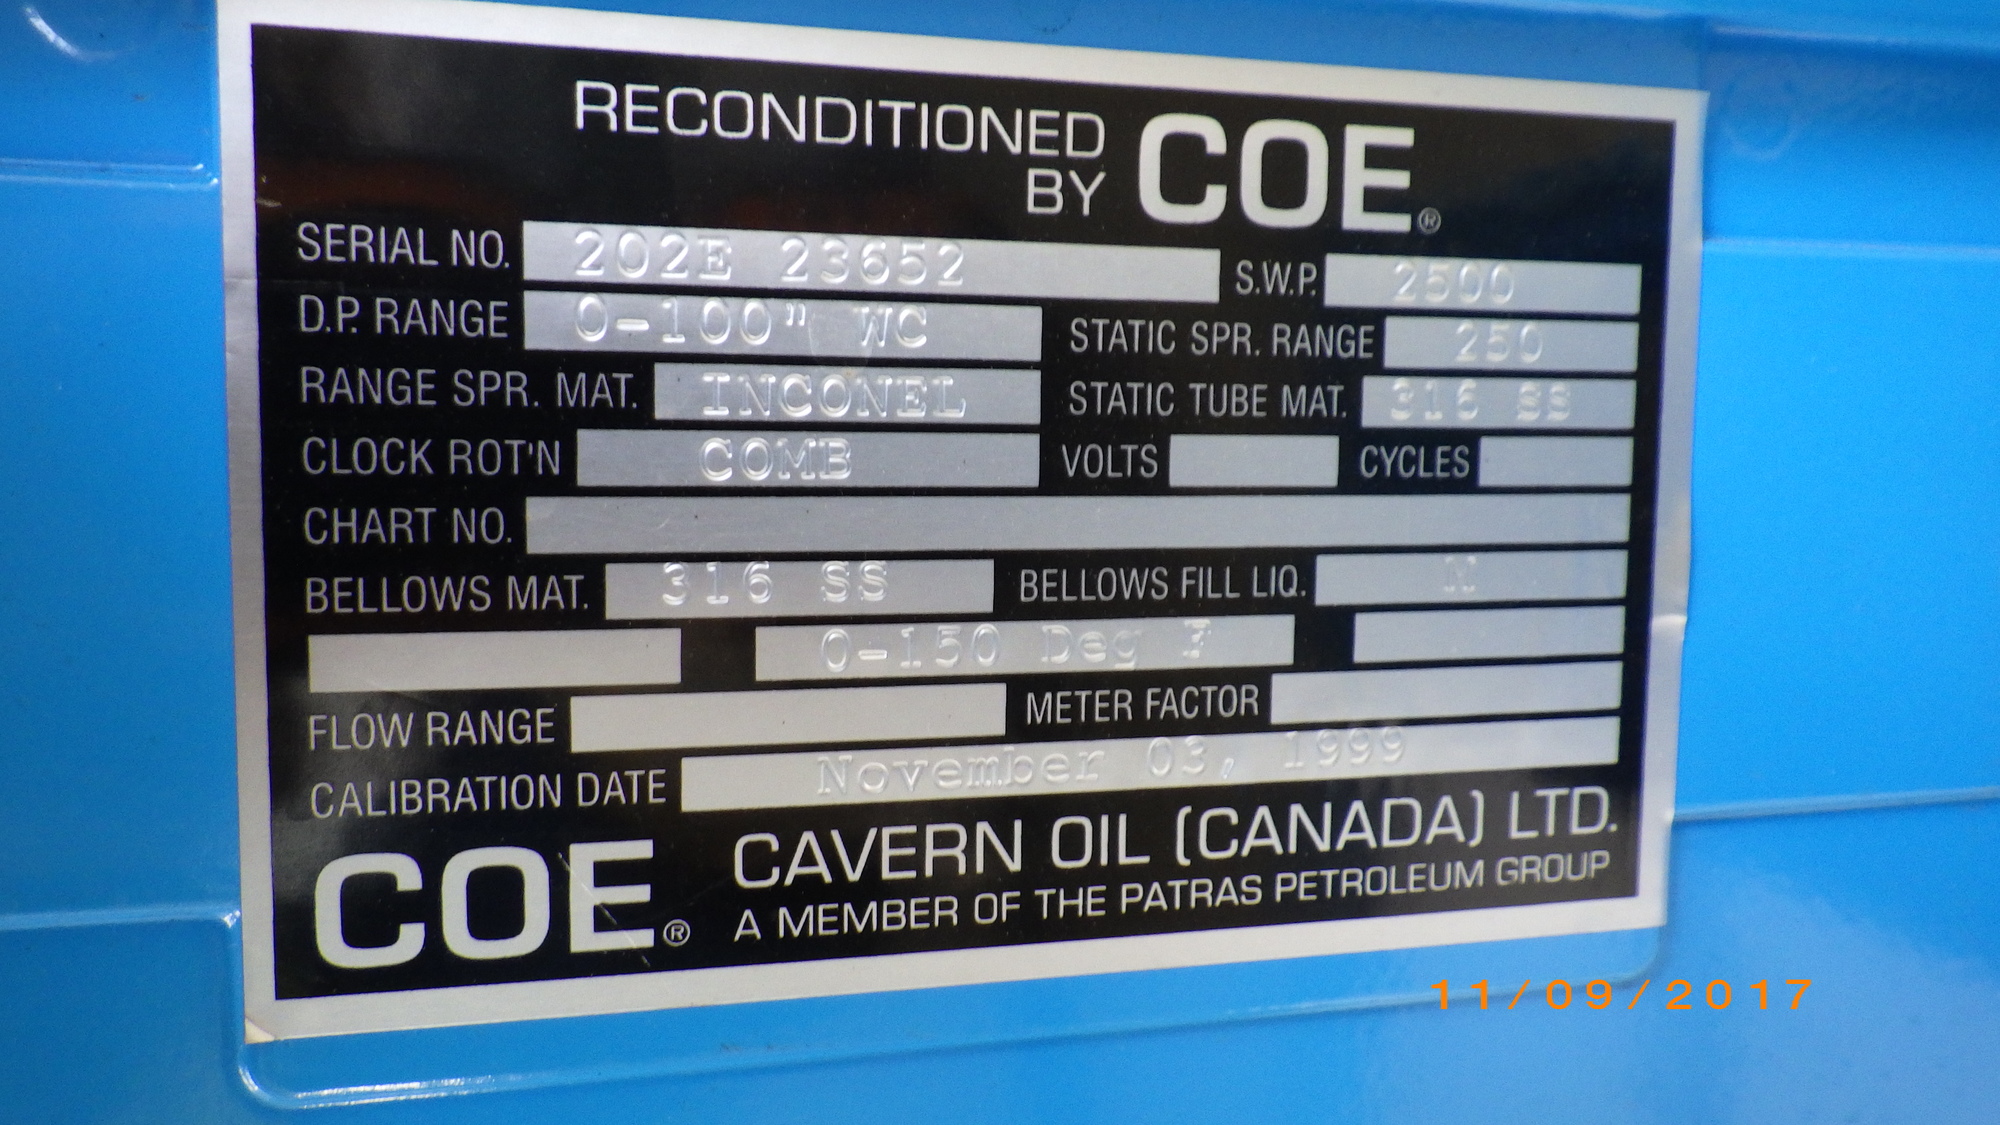 RECONDITIONED
BY COE®
SERIAL NO. 202E 23652 S.W.P. 2500
D.P. RANGE 0-100" WC STATIC SPR. RANGE 250
RANGE SPR. MAT. INCONEL STATIC TUBE MAT. 316 SS
CLOCK ROT'N COMB VOLTS CYCLES
CHART NO.
BELLOWS MAT. 316 SS BELLOWS FILL LIQ. M
0-150 Deg F
FLOW RANGE METER FACTOR
CALIBRATION DATE November 03, 1999
COE® CAVERN OIL (CANADA) LTD.
A MEMBER OF THE PATRAS PETROLEUM GROUP
11/09/2017